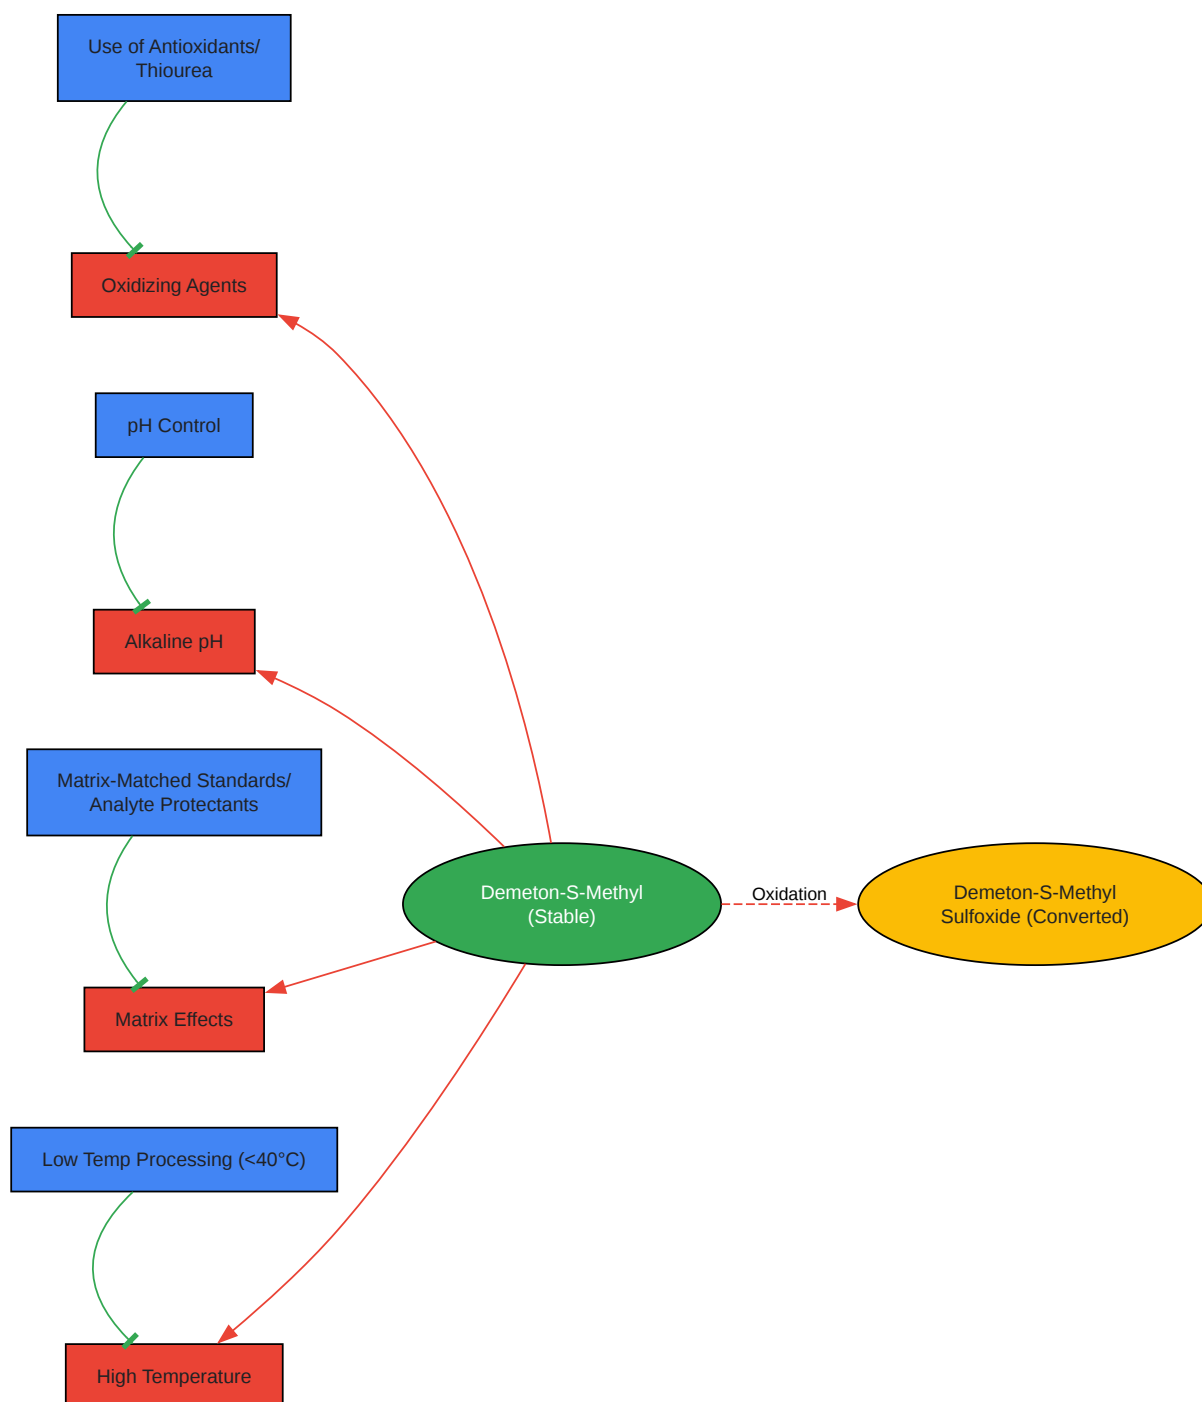 Use of Antioxidants/
Thiourea
Oxidizing Agents
pH Control
Alkaline pH
Matrix-Matched Standards/
Analyte Protectants
Demeton-S-Methyl
(Stable)
Oxidation
Demeton-S-Methyl
Sulfoxide (Converted)
Matrix Effects
Low Temp Processing (<40°C)
High Temperature